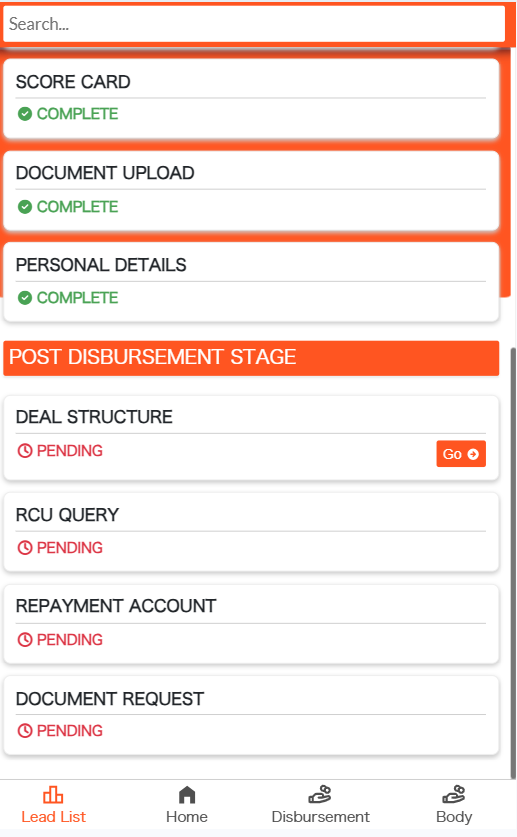 Search...
SCORE CARD
COMPLETE
DOCUMENT UPLOAD
COMPLETE
PERSONAL DETAILS
COMPLETE
POST DISBURSEMENT STAGE
DEAL STRUCTURE
PENDING
Go
RCU QUERY
PENDING
REPAYMENT ACCOUNT
PENDING
DOCUMENT REQUEST
PENDING
Lead List Home Disbursement Body